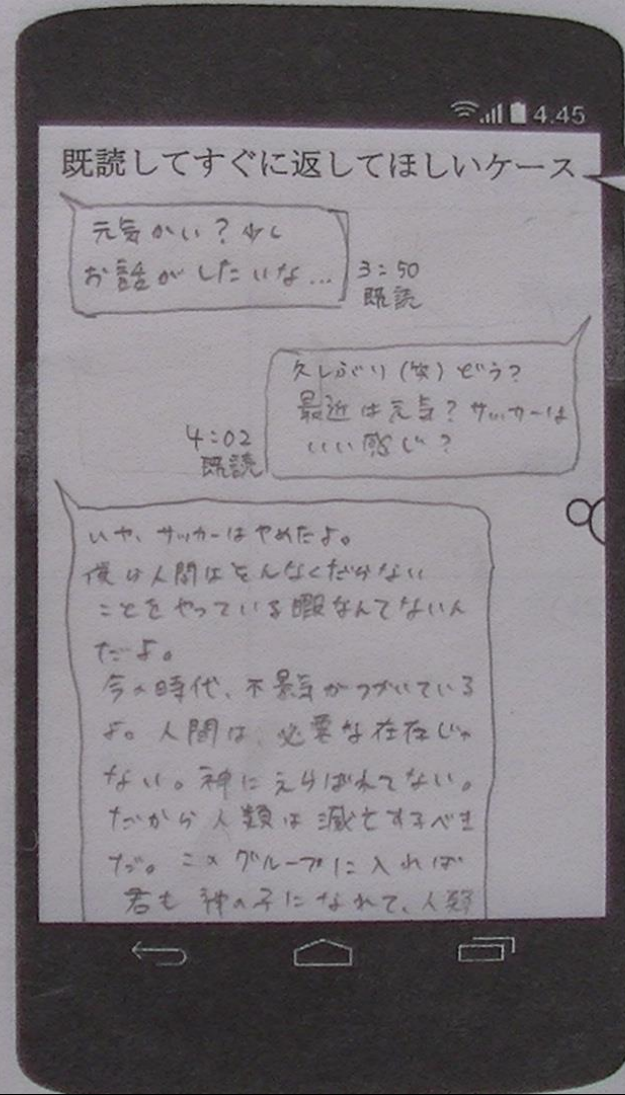 4.45
既読してすぐに返してほしいケース
元気かい？少し
お話がしたいな...
3:50
既読
久しぶり(笑)どう？
最近は元気？サッカーは
いい感じ？
4:02
既読
いや、サッカーはやめたよ。
僕は人間はそんなくだらない
ことをやっている暇なんてないん
だよ。
今の時代、不景気がつづいている
よ。人間は、必要な存在じゃ
ない。神にえらばれてない。
だから人類は滅亡するべき
だ。このグループに入れば
君も神の子になれて、人類